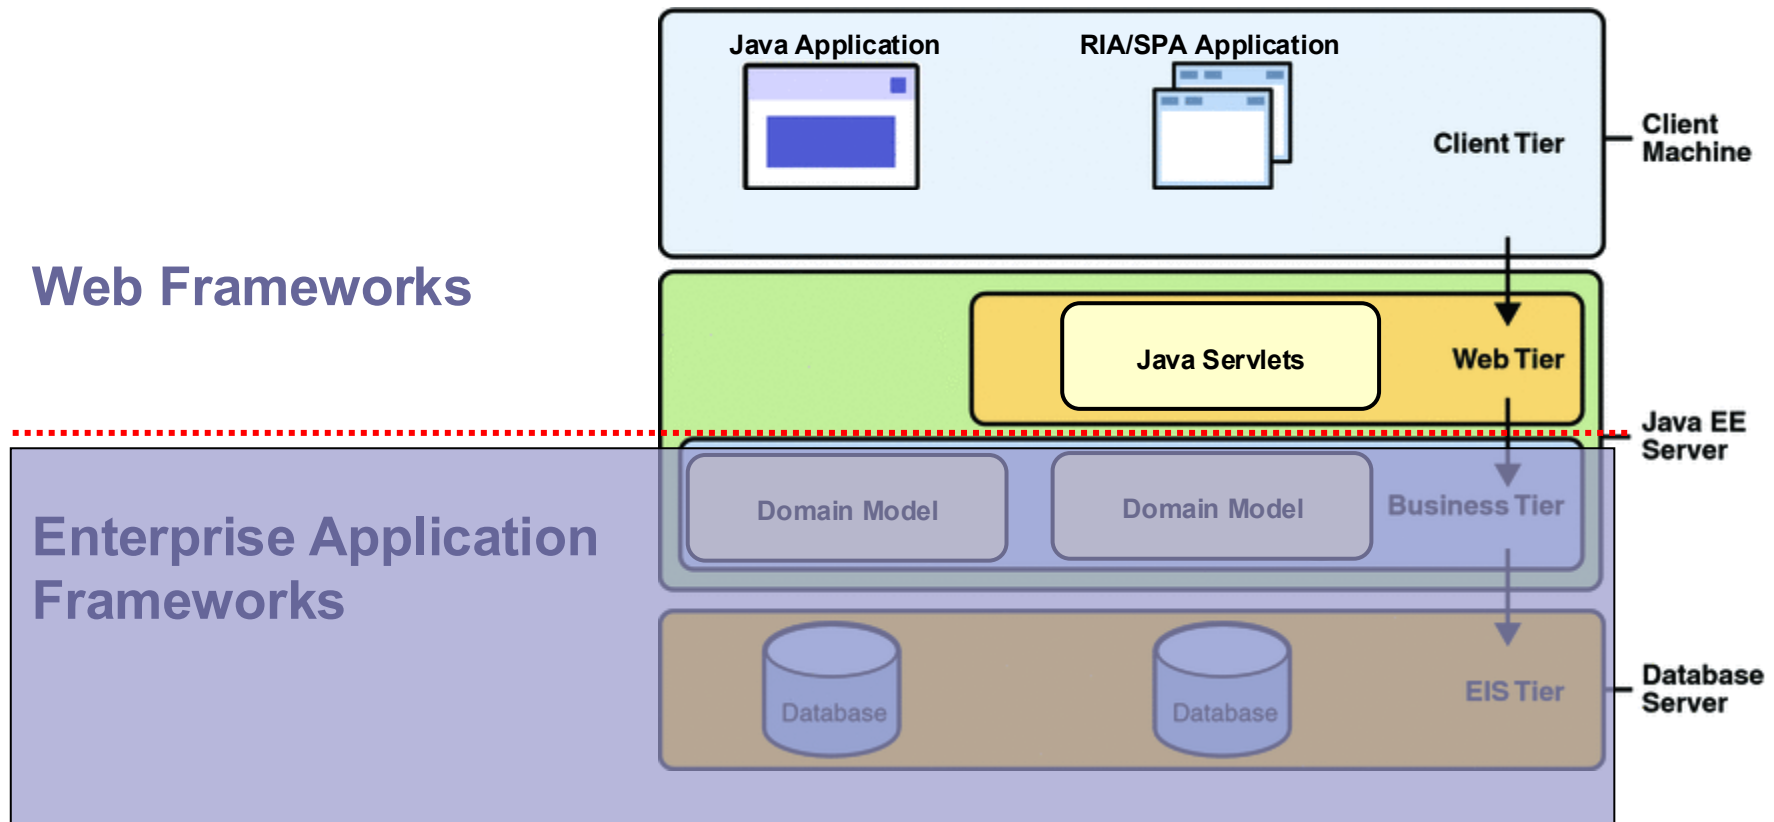 Java Application
RIA/SPA Application
Client Tier
Client
Machine
Web Frameworks
Java Servlets
Web Tier
Java EE
Server
Domain Model
Domain Model
Business Tier
Enterprise Application
Frameworks
Database
Database
EIS Tier
Database
Server